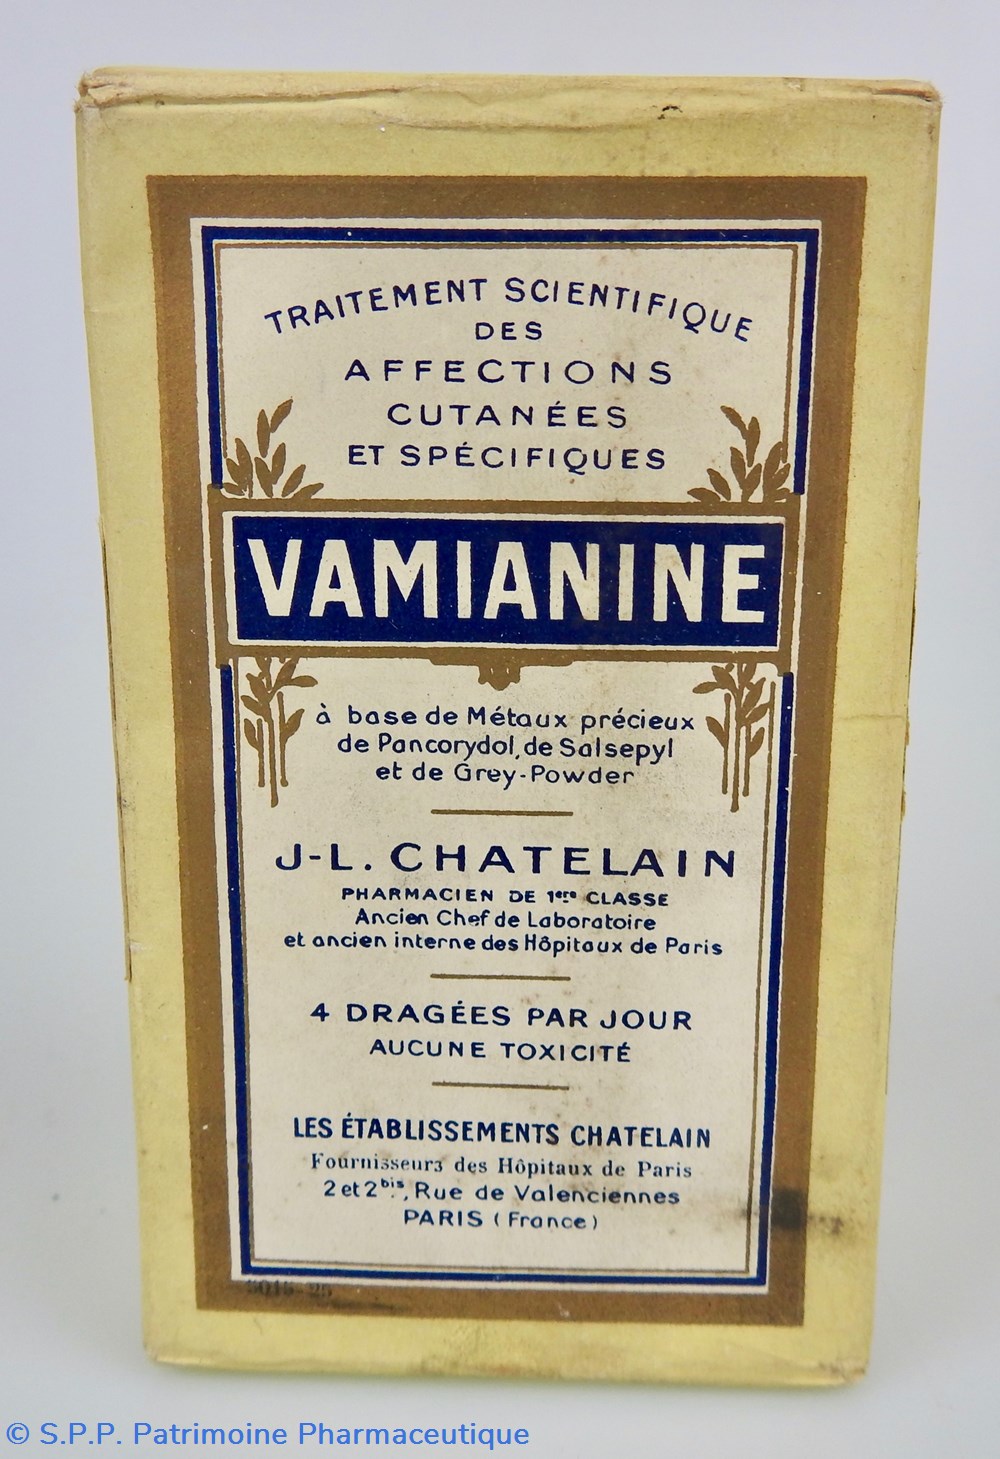 TRAITEMENT SCIENTIFIQUE
DES
AFFECTIONS
CUTANÉES
ET SPÉCIFIQUES
VAMIANINE
à base de Métaux précieux
de Pancorydol, de Salsepyl
et de Grey-Powder
J-L. CHATELAIN
PHARMACIEN DE 1ere CLASSE
Ancien Chef de Laboratoire
et ancien interne des Hôpitaux de Paris
4 DRAGÉES PAR JOUR
AUCUNE TOXICITÉ
LES ÉTABLISSEMENTS CHATELAIN
Fournisseurs des Hôpitaux de Paris
2 et 2bis, Rue de Valenciennes
PARIS (France)
© S.P.P. Patrimoine Pharmaceutique